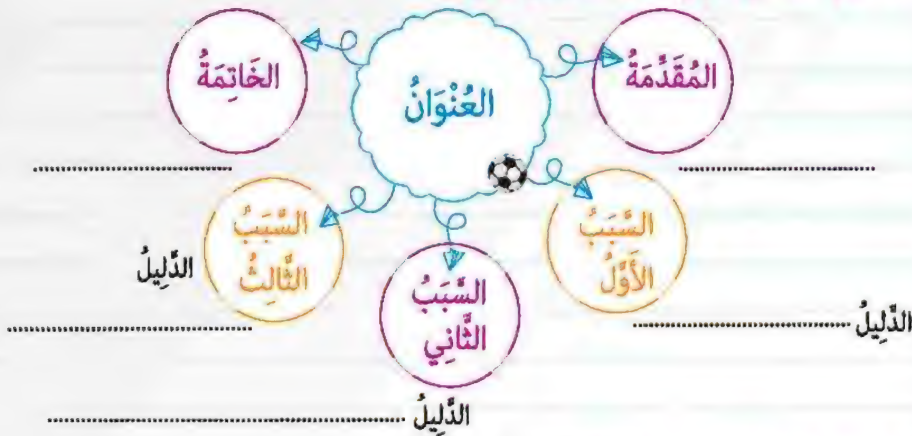 العُنْوَانُ
المُقَدَّمَةُ
الخَاتِمَةُ
السَّبَبُ
الأَوَّلُ
الدَّلِيلُ
السَّبَبُ
الثَّانِي
الدَّلِيلُ
السَّبَبُ
الثَّالِثُ
الدَّلِيلُ